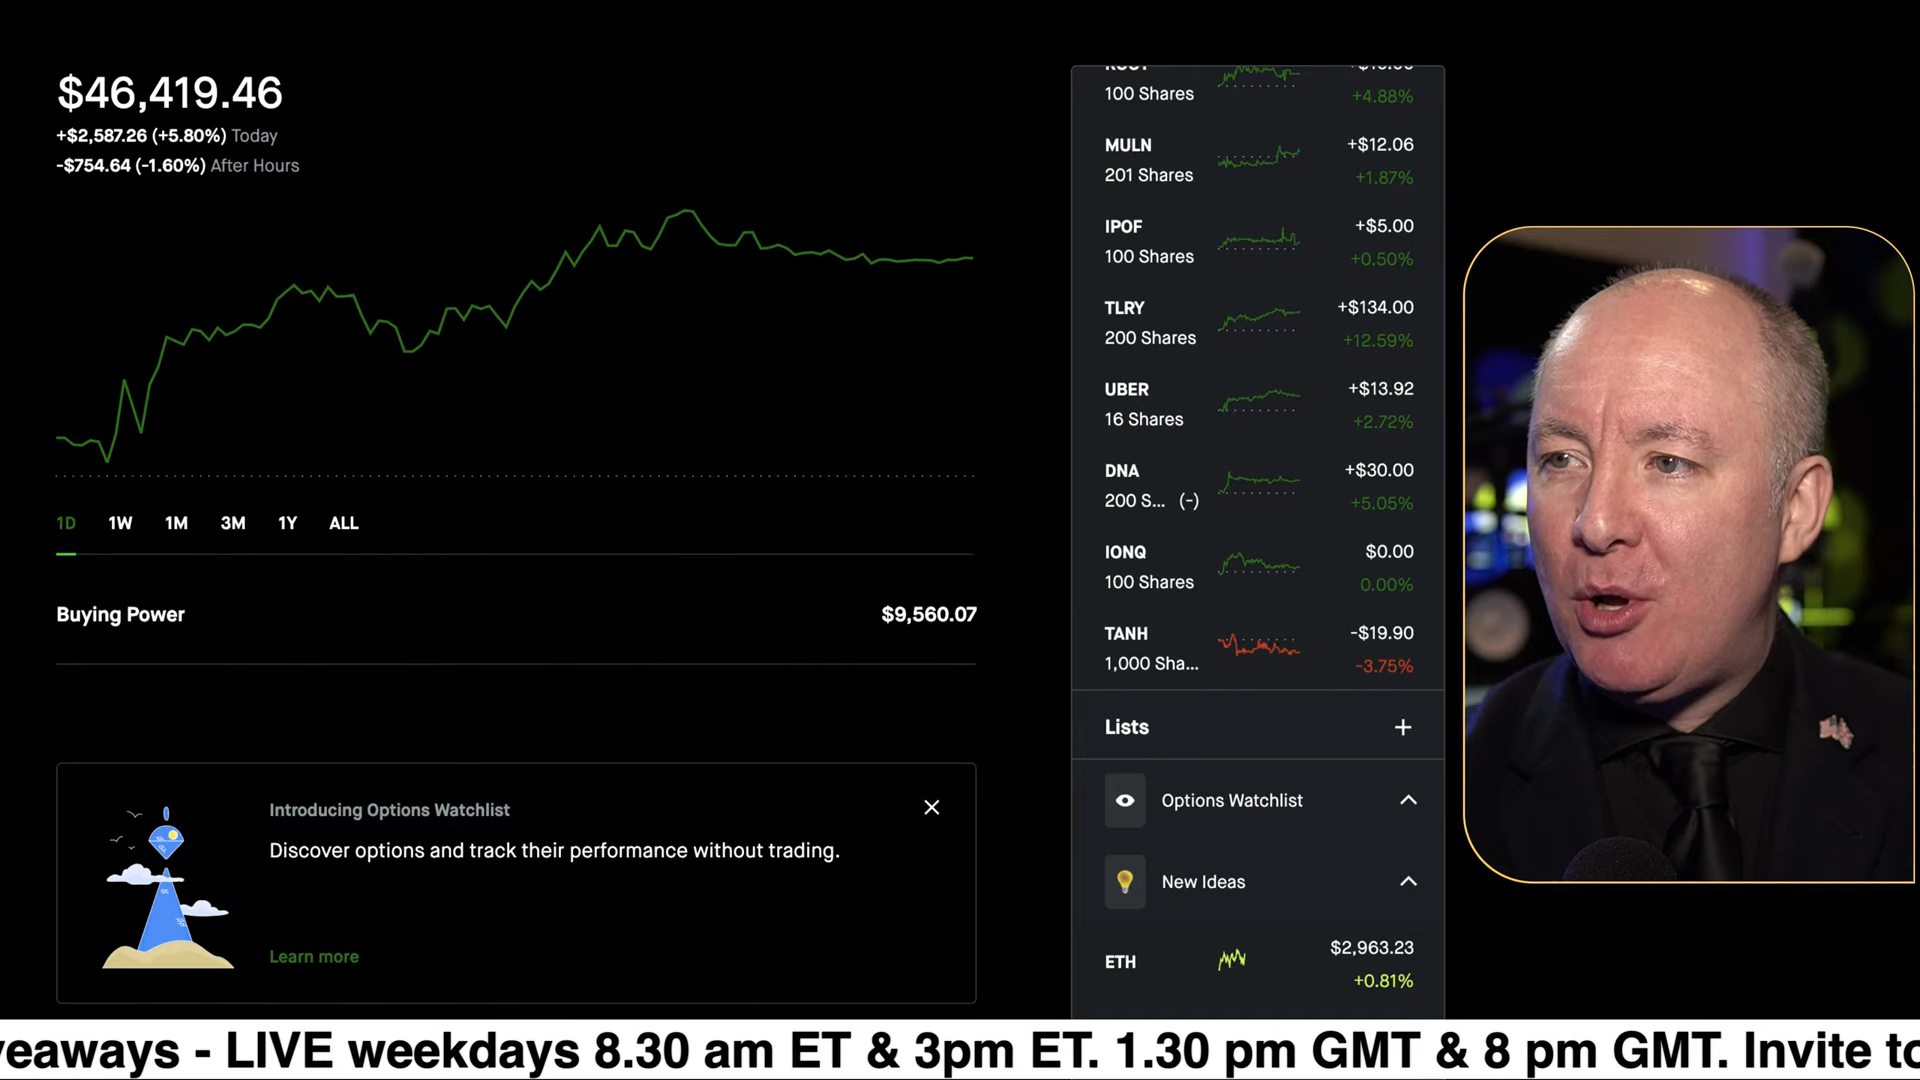 $46,419.46
+$2,587.26 (+5.80%) Today
-$754.64 (-1.60%) After Hours
1D 1W 1M 3M 1Y ALL
Buying Power $9,560.07
Introducing Options Watchlist
Discover options and track their performance without trading.
Learn more
100 Shares +4.88%
MULN +$12.06
201 Shares +1.87%
IPOF +$5.00
100 Shares +0.50%
TLRY +$134.00
200 Shares +12.59%
UBER +$13.92
16 Shares +2.72%
DNA +$30.00
200 S... (-) +5.05%
IONQ $0.00
100 Shares 0.00%
TANH -$19.90
1,000 Sha... -3.75%
Lists +
Options Watchlist
New Ideas
ETH $2,963.23
+0.81%
veaways - LIVE weekdays 8.30 am ET & 3pm ET. 1.30 pm GMT & 8 pm GMT. Invite to